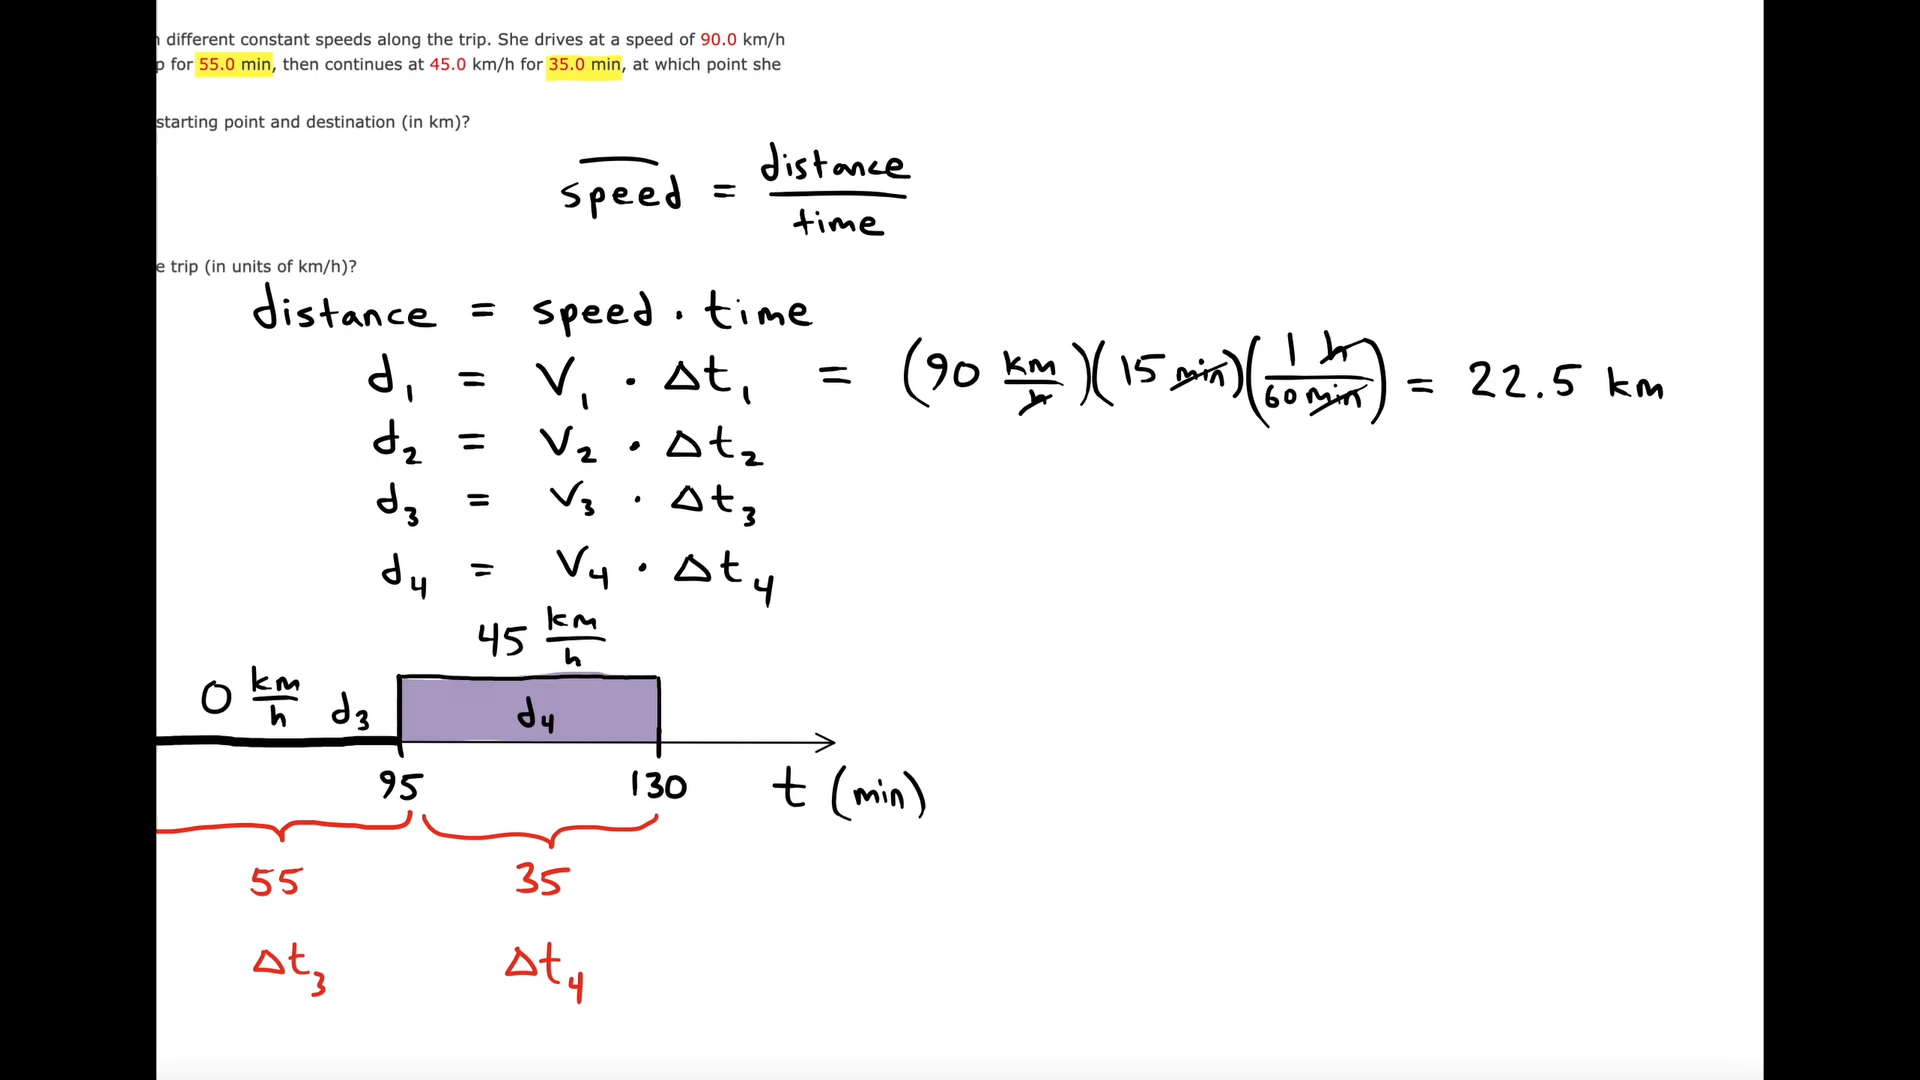 different constant speeds along the trip. She drives at a speed of 90.0 km/h
p for 55.0 min, then continues at 45.0 km/h for 35.0 min, at which point she
starting point and destination (in km)?
speed = distance / time
e trip (in units of km/h)?
distance = speed · time
d₁ = V₁ · Δt₁ = (90 km/h)(15 min)(1 h/60 min) = 22.5 km
d₂ = V₂ · Δt₂
d₃ = V₃ · Δt₃
d₄ = V₄ · Δt₄
45 km/h
0 km/h d₃ d₄
95 130 t (min)
55 35
Δt₃ Δt₄